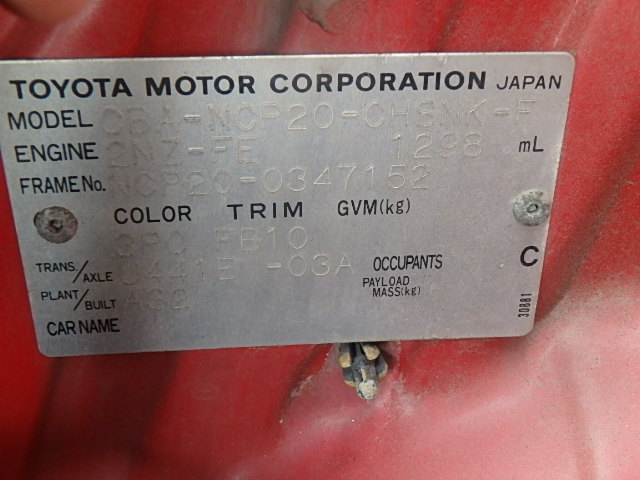 TOYOTA MOTOR CORPORATION JAPAN
MODEL CBA-NCP20-CHSNK-F
ENGINE 2NZ-FE 1298 mL
FRAME No. NCP20-0347152
COLOR TRIM GVM(kg)
3P0 FB10
TRANS./AXLE U441E -03A OCCUPANTS C
PLANT/BUILT A32 PAYLOAD MASS(kg)
CAR NAME
30881